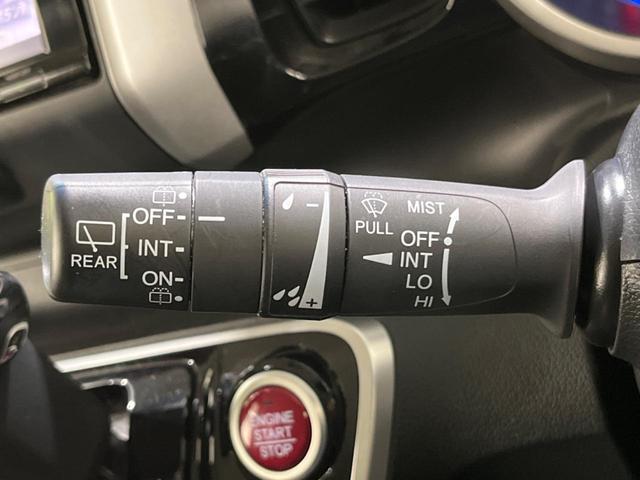 REAR
OFF
INT
ON
− +
PULL
MIST
OFF
INT
LO
HI
ENGINE
START
STOP